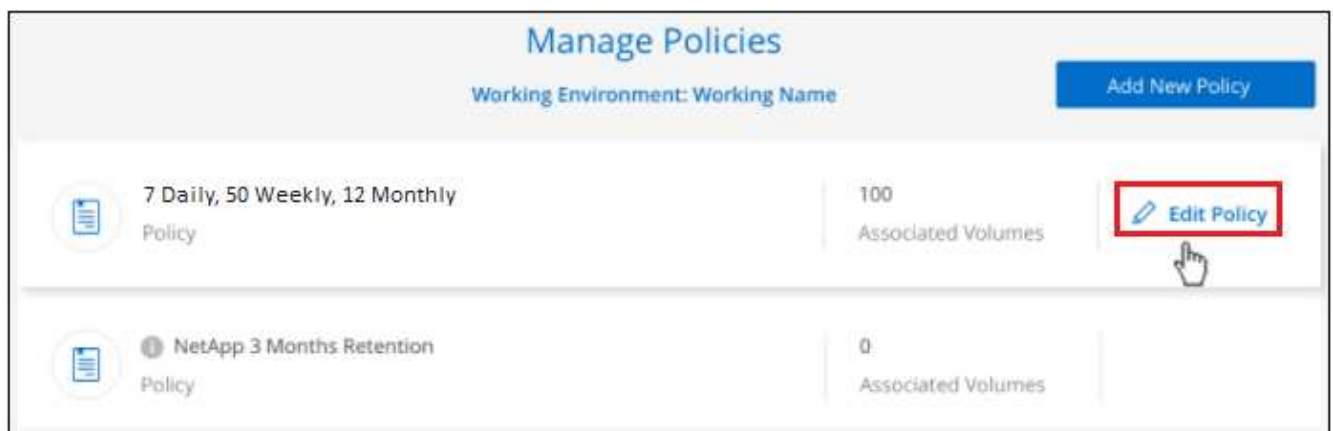 Manage Policies
Working Environment: Working Name
Add New Policy
7 Daily, 50 Weekly, 12 Monthly
Policy
100
Associated Volumes
Edit Policy
NetApp 3 Months Retention
Policy
0
Associated Volumes